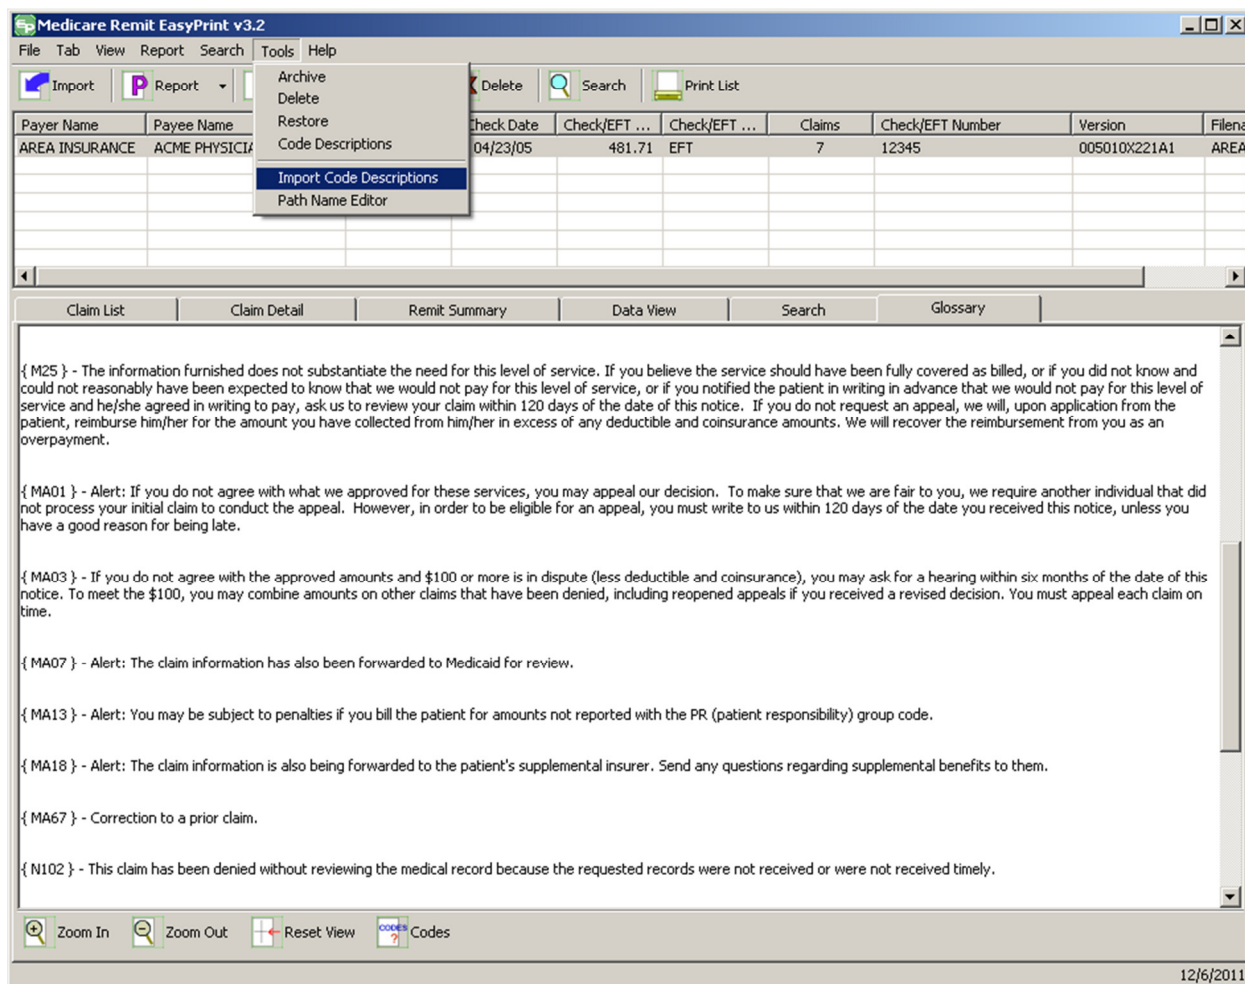 Medicare Remit EasyPrint v3.2
File Tab View Report Search Tools Help
Import Report Delete Search Print List
Archive
Delete
Restore
Code Descriptions
Import Code Descriptions
Path Name Editor
Payer Name Payee Name Check Date Check/EFT ... Check/EFT ... Claims Check/EFT Number Version
AREA INSURANCE ACME 04/23/05 481.71 EFT 7 12345 005010X221A1 AREA
Claim List Claim Detail Remit Summary Data View Search Glossary
{ M25 } - The information furnished does not substantiate the need for this level of service. If you believe the service should have been fully covered as billed, or if you did not know and
could not reasonably have been expected to know that we would not pay for this level of service, or if you notified the patient in writing in advance that we would not pay for this level of
service and he/she agreed in writing to pay, ask us to review your claim within 120 days of the date of this notice. If you do not request an appeal, we will, upon application from the
patient, reimburse him/her for the amount you have collected from him/her in excess of any deductible and coinsurance amounts. We will recover the reimbursement from you as an
overpayment.
{ MA01 } - Alert: If you do not agree with what we approved for these services, you may appeal our decision. To make sure that we are fair to you, we require another individual that did
not process your initial claim to conduct the appeal. However, in order to be eligible for an appeal, you must write to us within 120 days of the date you received this notice, unless you
have a good reason for being late.
{ MA03 } - If you do not agree with the approved amounts and $100 or more is in dispute (less deductible and coinsurance), you may ask for a hearing within six months of the date of this
notice. To meet the $100, you may combine amounts on other claims that have been denied, including reopened appeals if you received a revised decision. You must appeal each claim on
time.
{ MA07 } - Alert: The claim information has also been forwarded to Medicaid for review.
{ MA13 } - Alert: You may be subject to penalties if you bill the patient for amounts not reported with the PR (patient responsibility) group code.
{ MA18 } - Alert: The claim information is also being forwarded to the patient's supplemental insurer. Send any questions regarding supplemental benefits to them.
{ MA67 } - Correction to a prior claim.
{ N102 } - This claim has been denied without reviewing the medical record because the requested records were not received or were not received timely.
Zoom In Zoom Out Reset View CODES ? Codes
12/6/2011